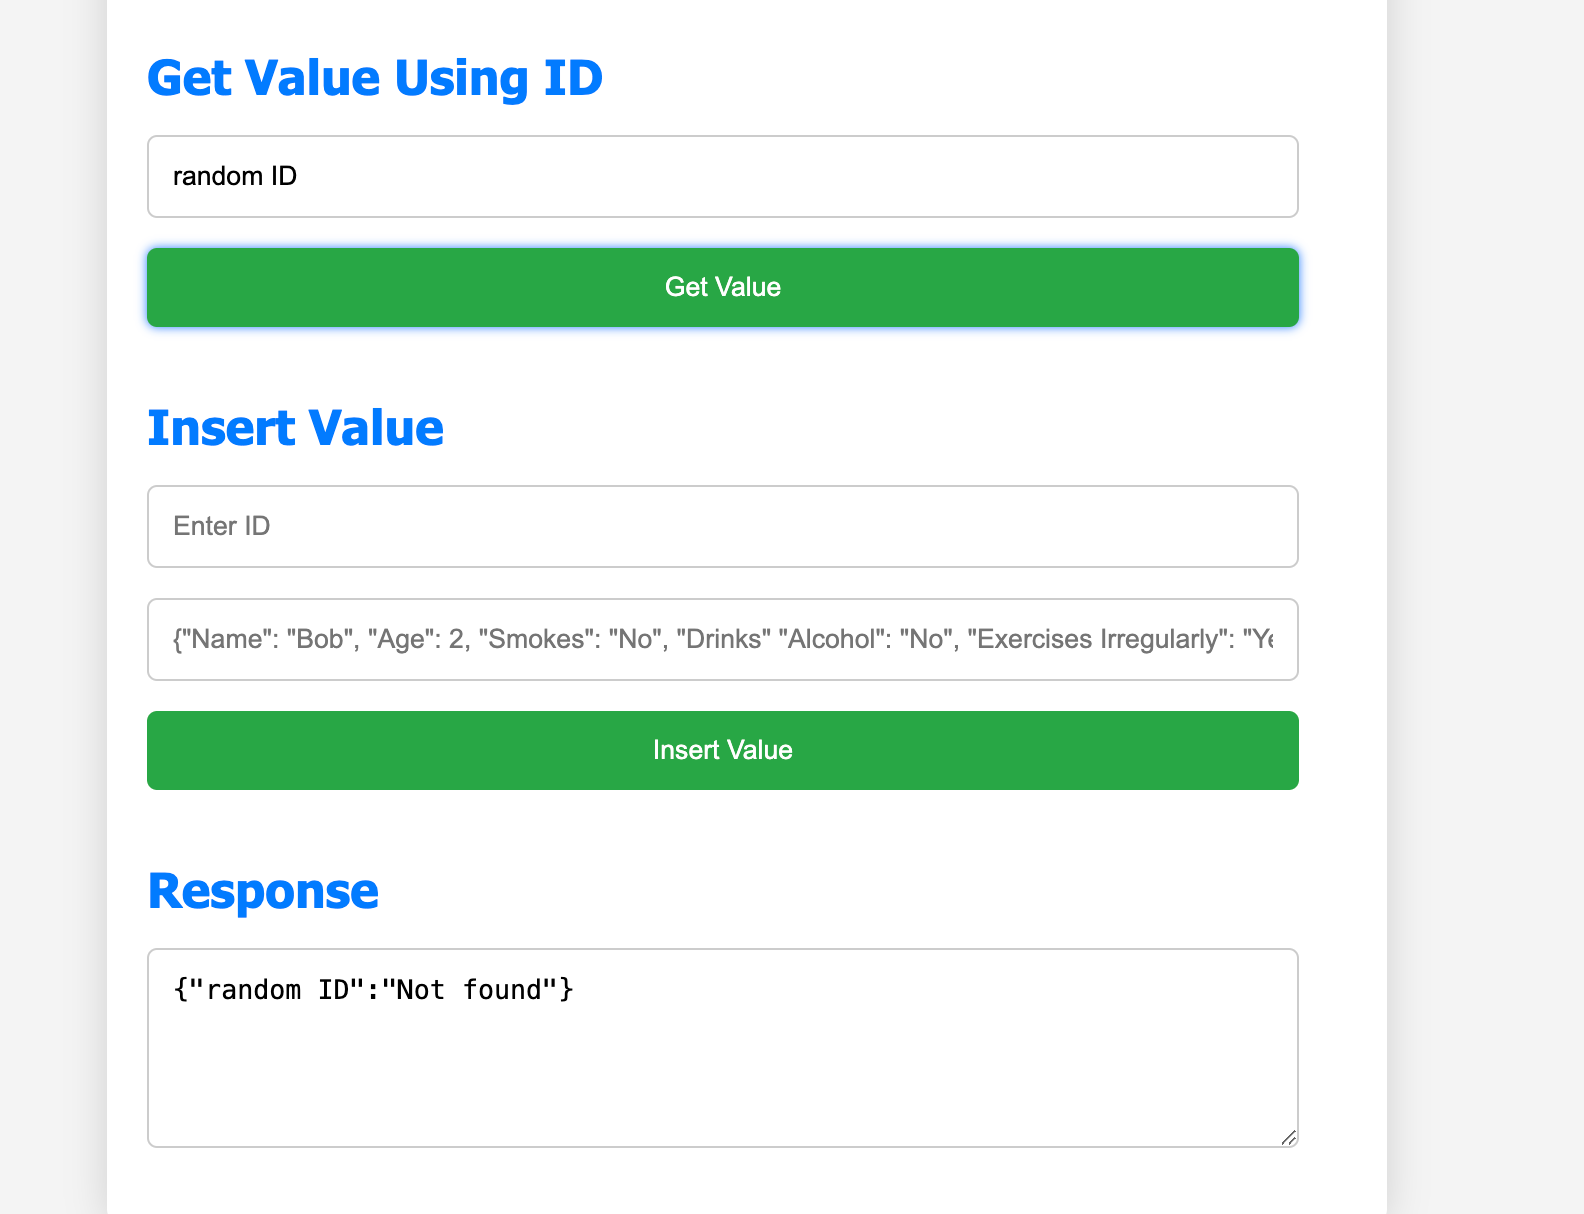 Get Value Using ID
random ID
Get Value
Insert Value
Enter ID
{"Name": "Bob", "Age": 2, "Smokes": "No", "Drinks" "Alcohol": "No", "Exercises Irregularly": "Ye
Insert Value
Response
{"random ID":"Not found"}